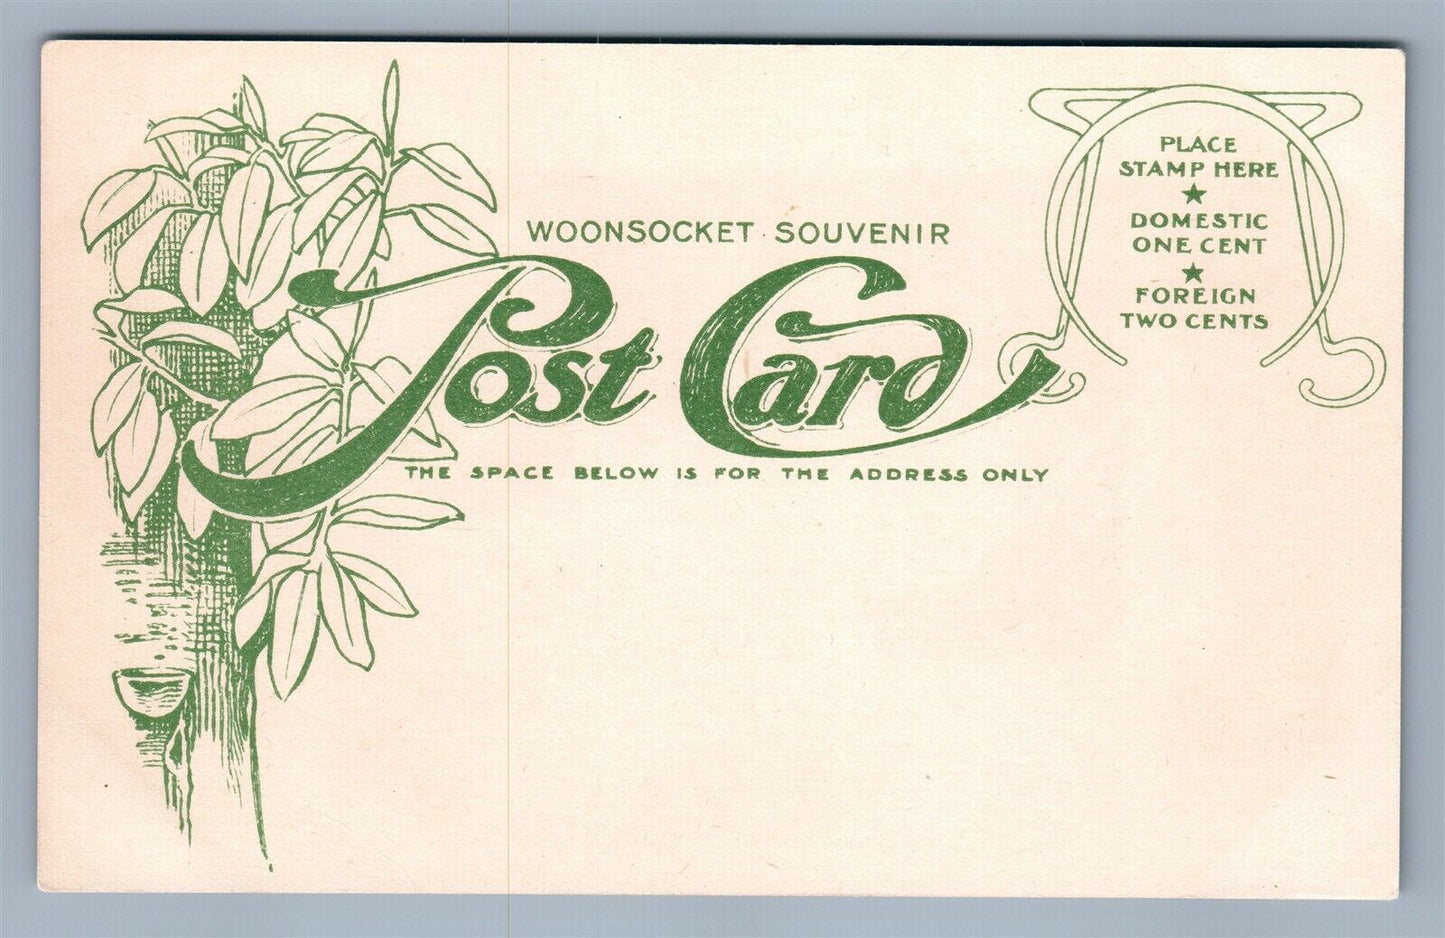 PLACE
STAMP HERE
★
DOMESTIC
ONE CENT
★
FOREIGN
TWO CENTS
WOONSOCKET SOUVENIR
Post Card
THE SPACE BELOW IS FOR THE ADDRESS ONLY